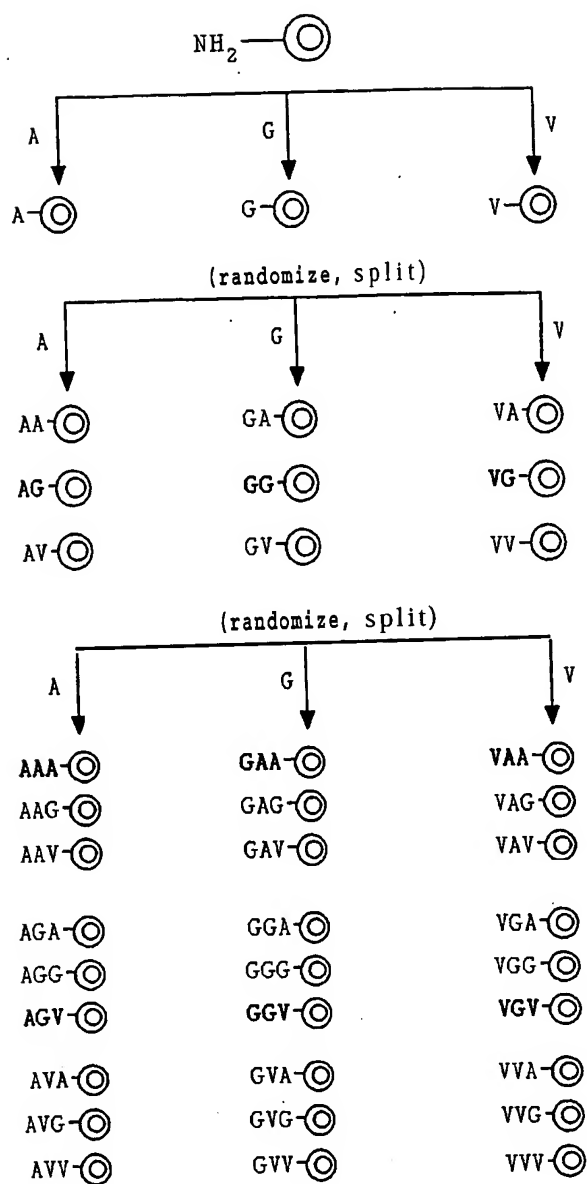 NH2
A G V
A G V
(randomize, split)
A G V
AA GA VA
AG GG VG
AV GV VV
(randomize, split)
A G V
AAA GAA VAA
AAG GAG VAG
AAV GAV VAV
AGA GGA VGA
AGG GGG VGG
AGV GGV VGV
AVA GVA VVA
AVG GVG VVG
AVV GVV VVV